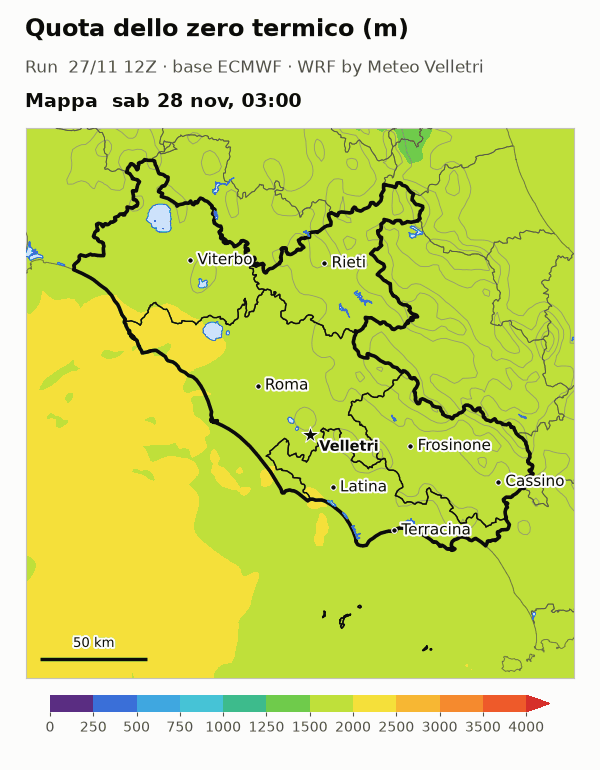 Quota dello zero termico (m)
Run 27/11 12Z · base ECMWF · WRF by Meteo Velletri
Mappa sab 28 nov, 03:00
Viterbo
Rieti
Roma
Velletri
Frosinone
Latina
Cassino
Terracina
50 km
0 250 500 750 1000 1250 1500 2000 2500 3000 3500 4000